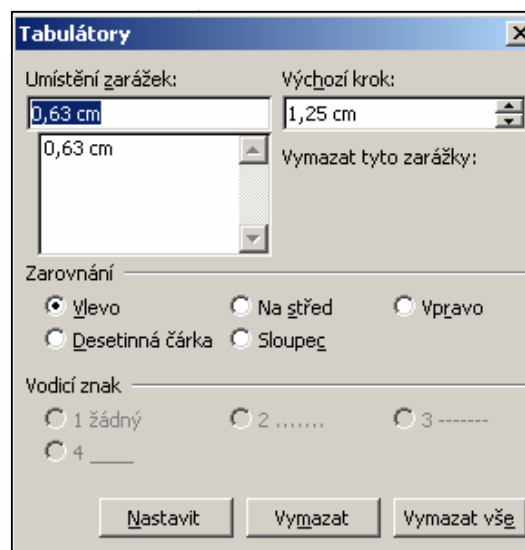 Tabulátory
Umístění zarážek: Výchozí krok:
0,63 cm 1,25 cm
0,63 cm Vymazat tyto zarážky:
Zarovnání
Vlevo Na střed Vpravo
Desetinná čárka Sloupec
Vodicí znak
1 žádný 2 ....... 3 -------
4 ____
Nastavit Vymazat Vymazat vše